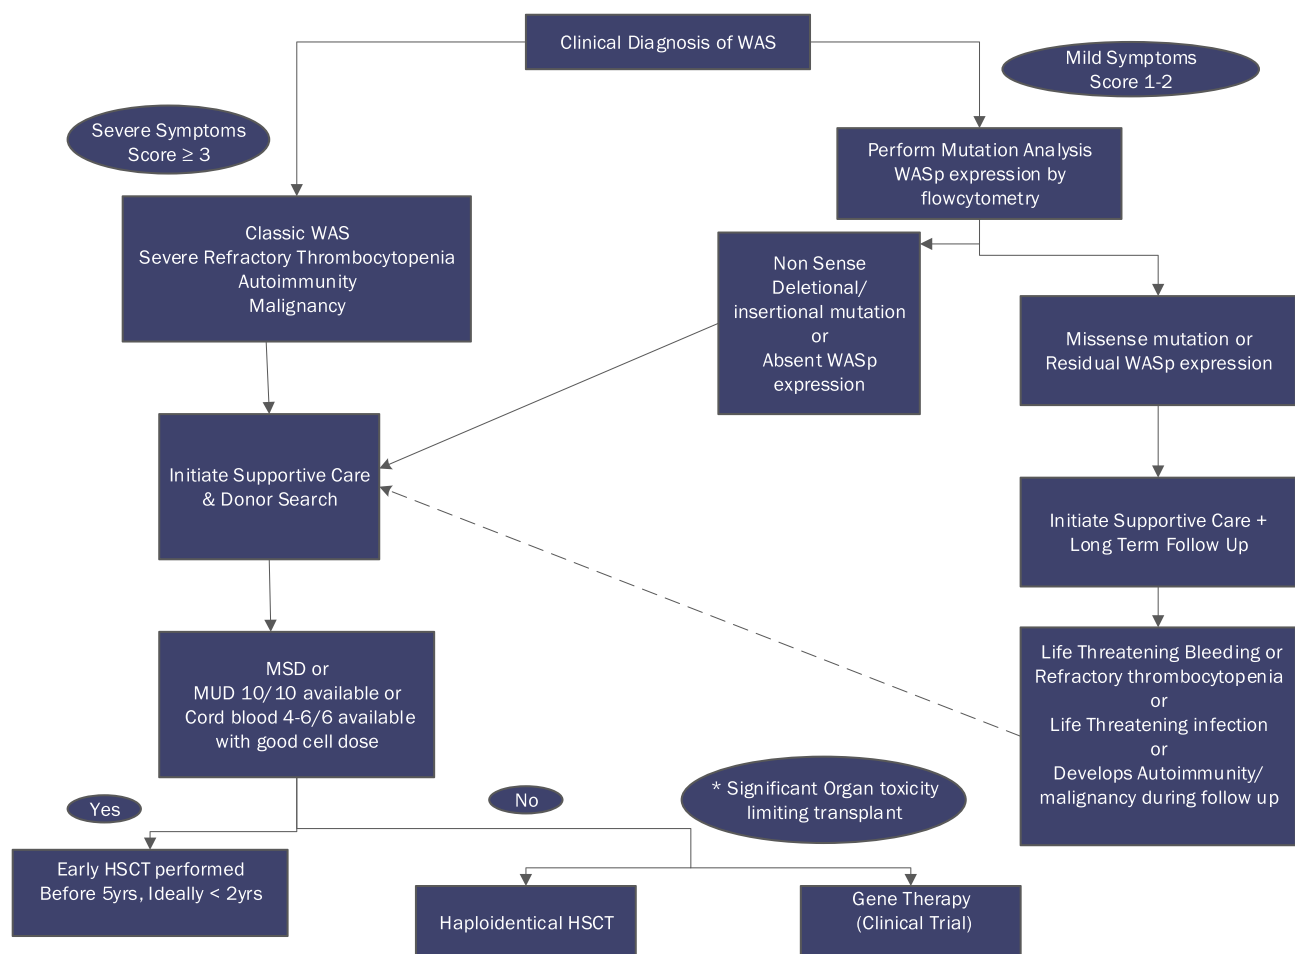 Clinical Diagnosis of WAS
Mild Symptoms
Score 1-2
Severe Symptoms
Score ≥ 3
Perform Mutation Analysis
WASp expression by
flowcytometry
Classic WAS
Severe Refractory Thrombocytopenia
Autoimmunity
Malignancy
Non Sense
Deletional/
insertional mutation
or
Absent WASp
expression
Missense mutation or
Residual WASp expression
Initiate Supportive Care
& Donor Search
Initiate Supportive Care +
Long Term Follow Up
MSD or
MUD 10/10 available or
Cord blood 4-6/6 available
with good cell dose
Life Threatening Bleeding or
Refractory thrombocytopenia
or
Life Threatening infection
or
Develops Autoimmunity/
malignancy during follow up
Yes
No
* Significant Organ toxicity
limiting transplant
Early HSCT performed
Before 5yrs, Ideally < 2yrs
Haploidentical HSCT
Gene Therapy
(Clinical Trial)